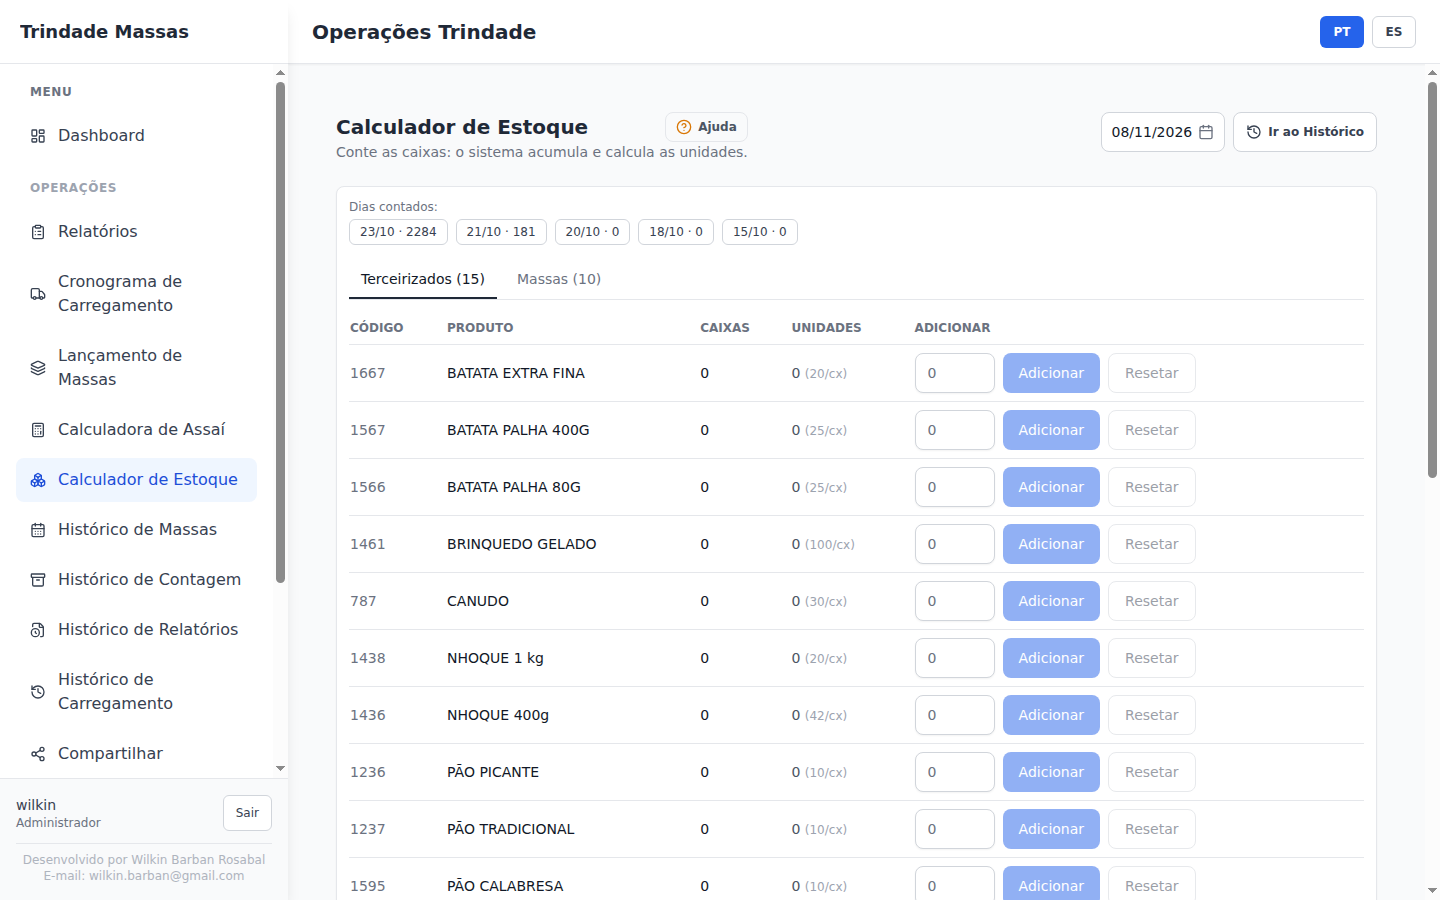 Trindade Massas
Operações Trindade
PT
ES
MENU
Dashboard
OPERAÇÕES
Relatórios
Cronograma de
Carregamento
Lançamento de
Massas
Calculadora de Assaí
Calculador de Estoque
Histórico de Massas
Histórico de Contagem
Histórico de Relatórios
Histórico de
Carregamento
Compartilhar
wilkin
Administrador
Sair
Desenvolvido por Wilkin Barban Rosabal
E-mail: wilkin.barban@gmail.com
Calculador de Estoque
Ajuda
Conte as caixas: o sistema acumula e calcula as unidades.
08/11/2026
Ir ao Histórico
Dias contados:
23/10 · 2284
21/10 · 181
20/10 · 0
18/10 · 0
15/10 · 0
Terceirizados (15)
Massas (10)
CÓDIGO PRODUTO CAIXAS UNIDADES ADICIONAR
1667 BATATA EXTRA FINA 0 0 (20/cx) 0 Adicionar Resetar
1567 BATATA PALHA 400G 0 0 (25/cx) 0 Adicionar Resetar
1566 BATATA PALHA 80G 0 0 (25/cx) 0 Adicionar Resetar
1461 BRINQUEDO GELADO 0 0 (100/cx) 0 Adicionar Resetar
787 CANUDO 0 0 (30/cx) 0 Adicionar Resetar
1438 NHOQUE 1 kg 0 0 (20/cx) 0 Adicionar Resetar
1436 NHOQUE 400g 0 0 (42/cx) 0 Adicionar Resetar
1236 PÃO PICANTE 0 0 (10/cx) 0 Adicionar Resetar
1237 PÃO TRADICIONAL 0 0 (10/cx) 0 Adicionar Resetar
1595 PÃO CALABRESA 0 0 (10/cx) 0 Adicionar Resetar